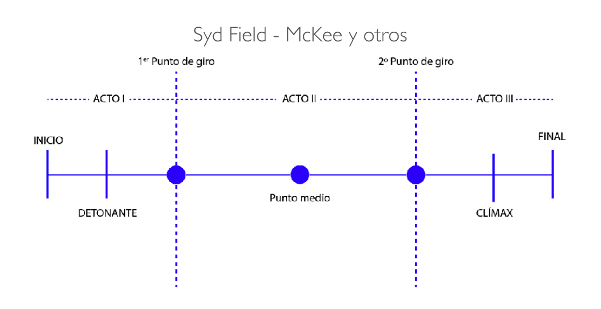 Syd Field - McKee y otros
1er Punto de giro
2º Punto de giro
ACTO I
ACTO II
ACTO III
INICIO
FINAL
DETONANTE
Punto medio
CLÍMAX